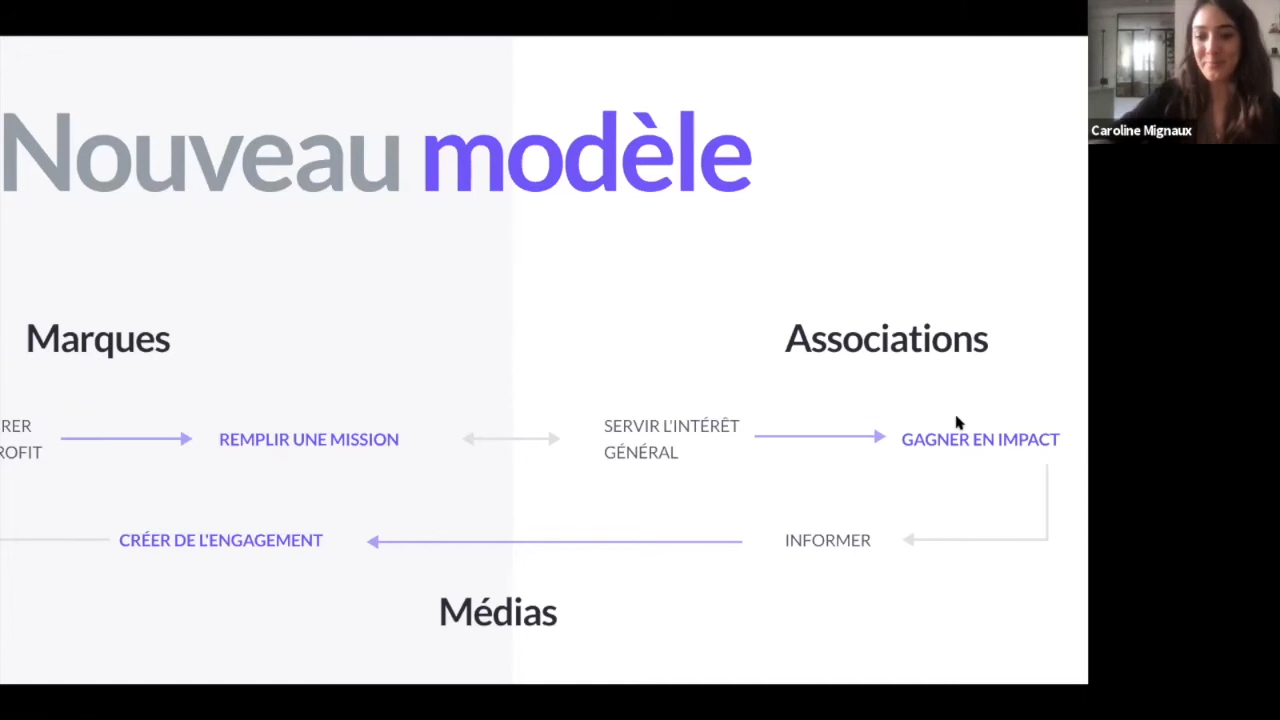 Nouveau modèle
Caroline Mignaux
Marques
Associations
RER
ROFIT
REMPLIR UNE MISSION
SERVIR L'INTÉRÊT
GÉNÉRAL
GAGNER EN IMPACT
CRÉER DE L'ENGAGEMENT
INFORMER
Médias